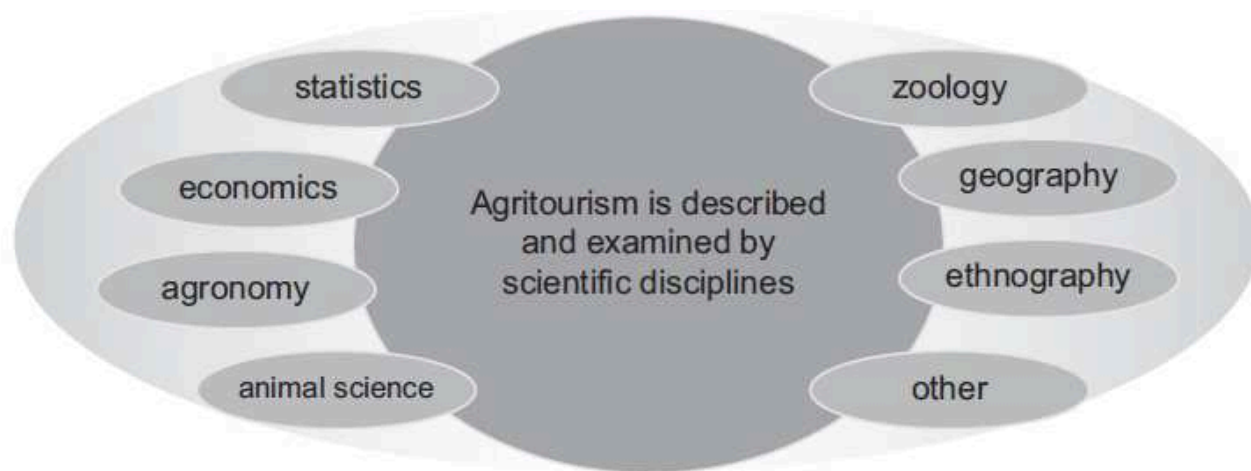 statistics
economics
agronomy
animal science
Agritourism is described
and examined by
scientific disciplines
zoology
geography
ethnography
other